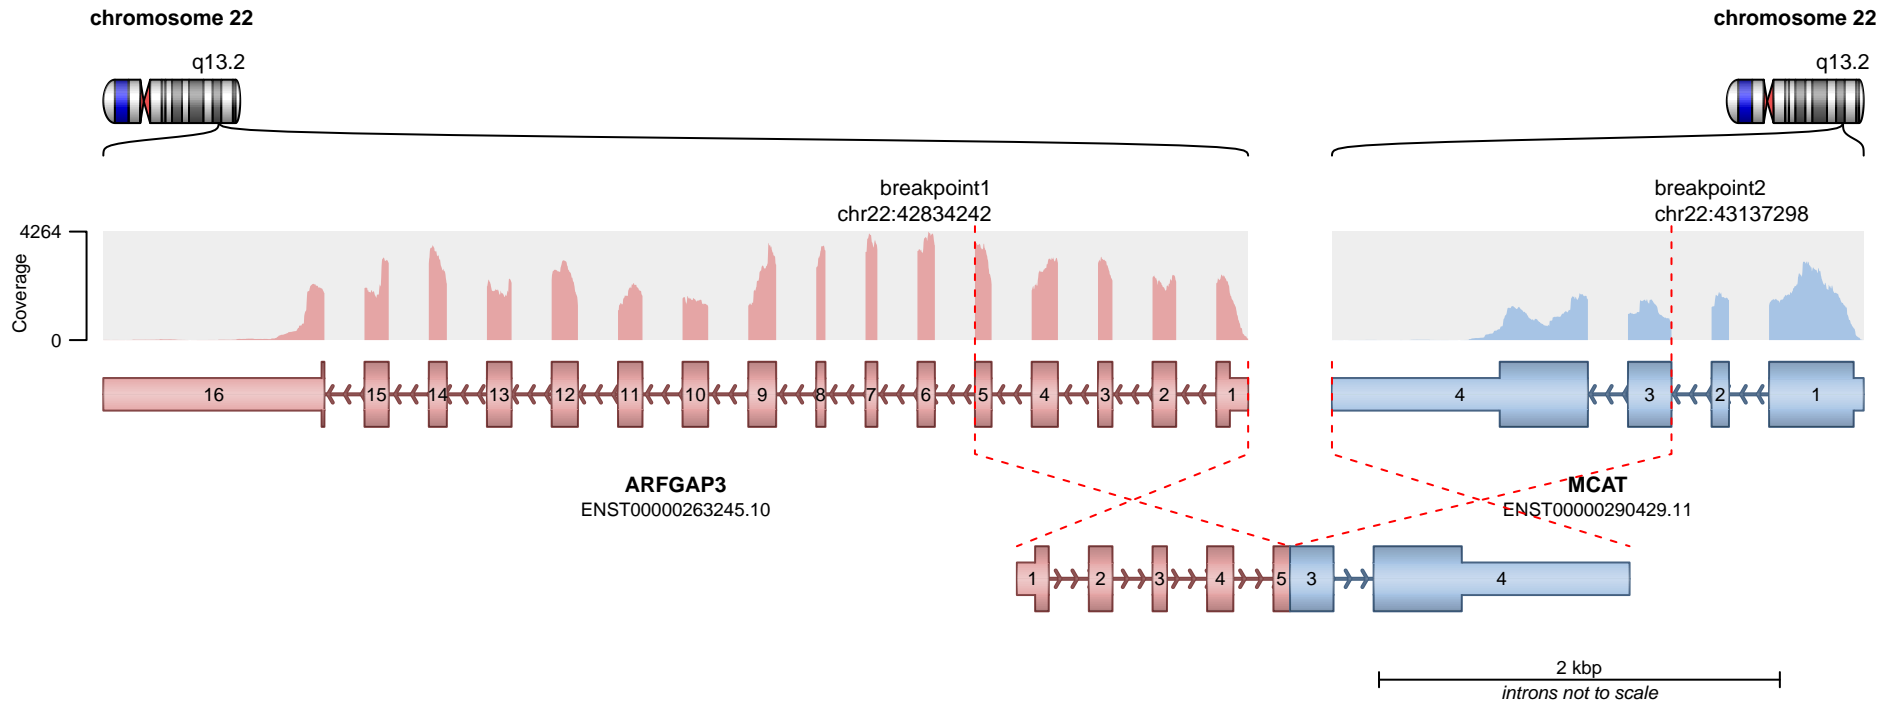 chromosome 22
chromosome 22
q13.2
q13.2
breakpoint1
chr22:42834242
breakpoint2
chr22:43137298
4264
Coverage
0
16 15 14 13 12 11 10 9 8 7 6 5 4 3 2 1
4 3 2 1
ARFGAP3
ENST00000263245.10
MCAT
ENST00000290429.11
1 2 3 4 5 3 4
2 kbp
introns not to scale